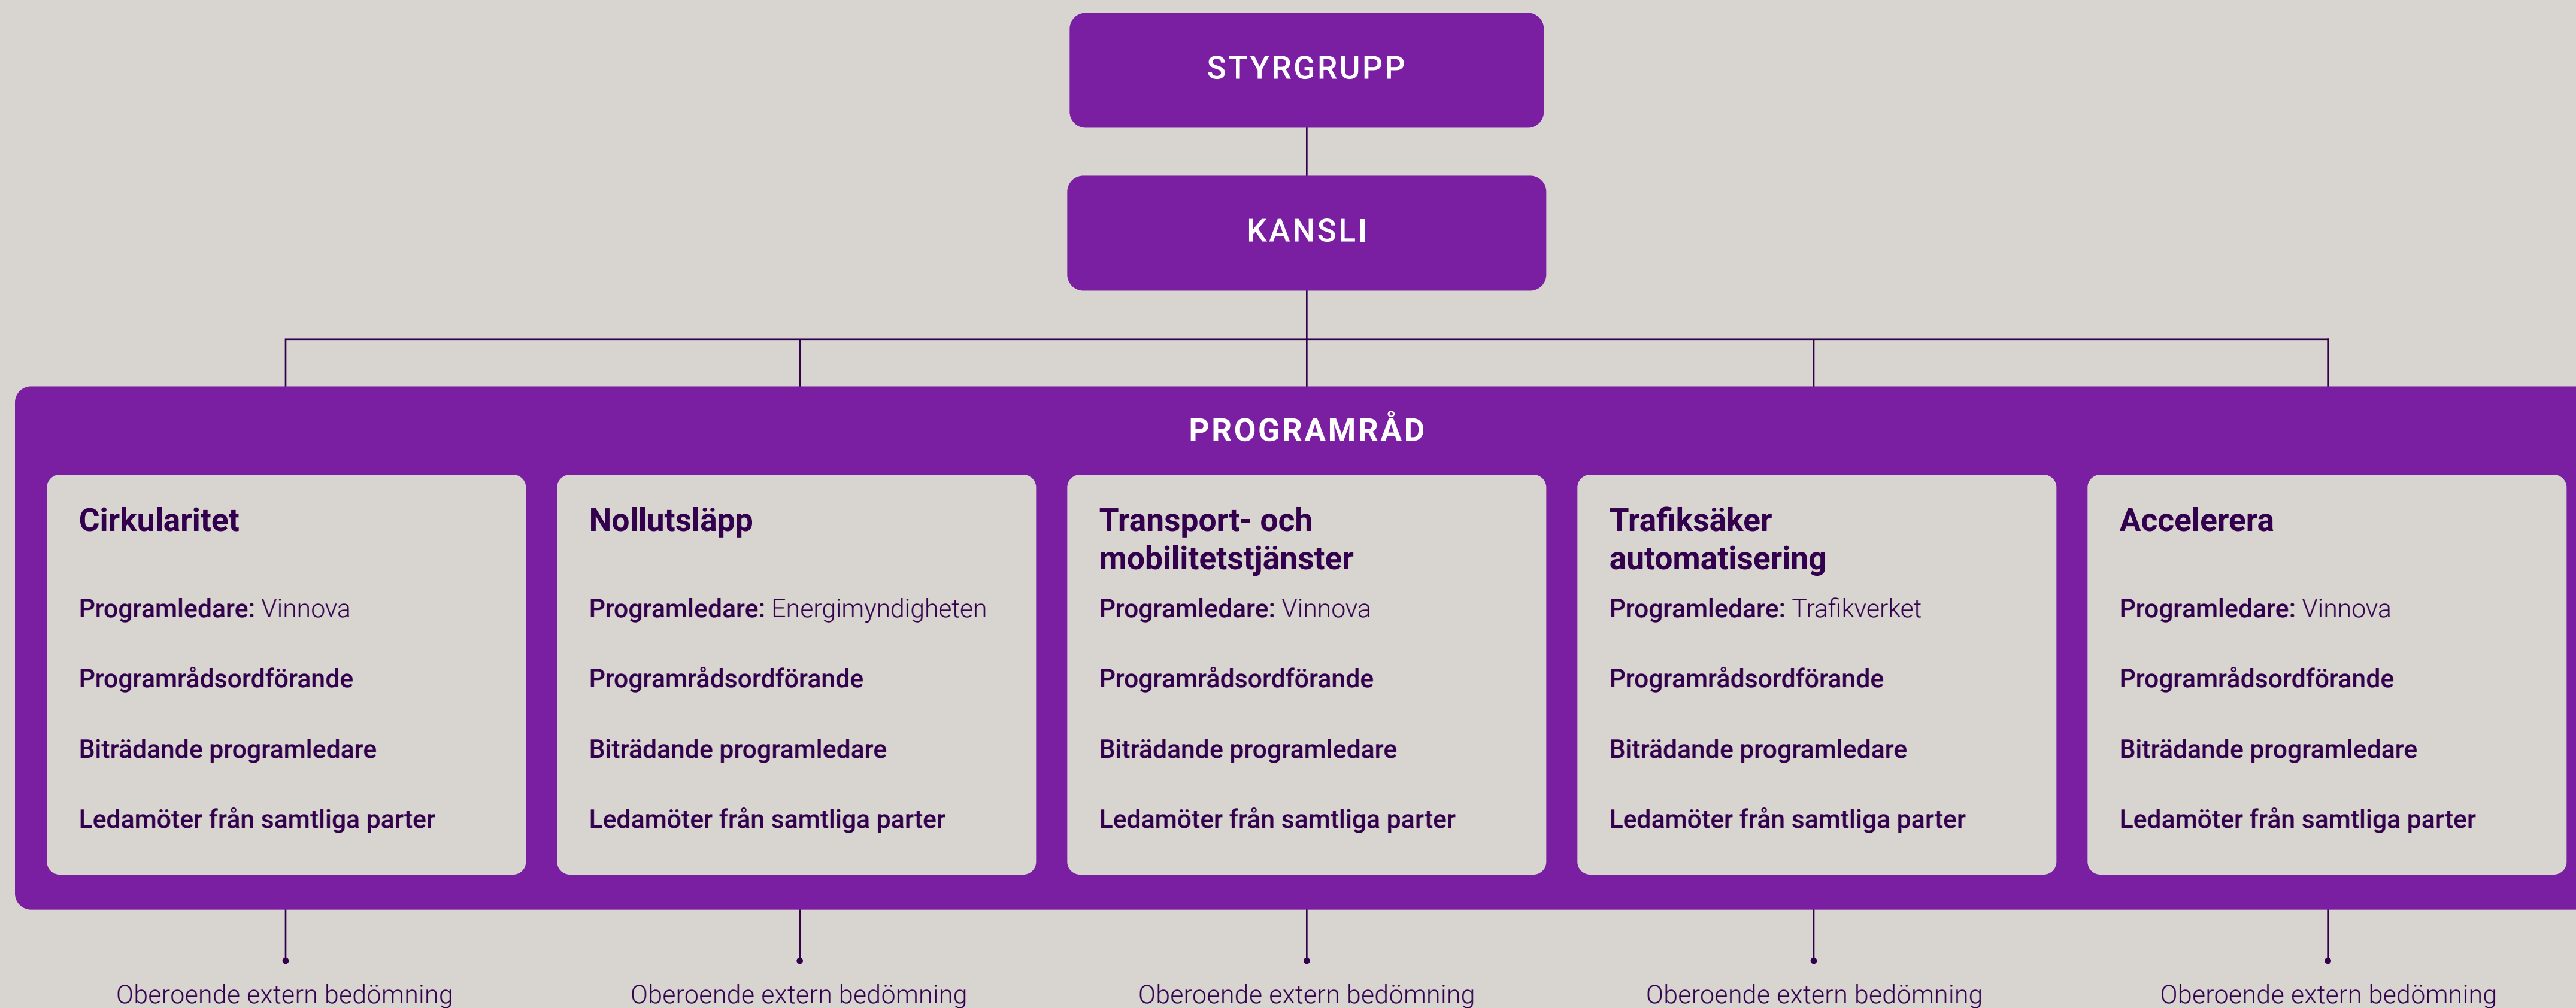 STYRGRUPP
KANSLI
PROGRAMRÅD
Cirkularitet
Programledare: Vinnova
Programrådsordförande
Biträdande programledare
Ledamöter från samtliga parter
Nollutsläpp
Programledare: Energimyndigheten
Programrådsordförande
Biträdande programledare
Ledamöter från samtliga parter
Transport- och
mobilitetstjänster
Programledare: Vinnova
Programrådsordförande
Biträdande programledare
Ledamöter från samtliga parter
Trafiksäker
automatisering
Programledare: Trafikverket
Programrådsordförande
Biträdande programledare
Ledamöter från samtliga parter
Accelerera
Programledare: Vinnova
Programrådsordförande
Biträdande programledare
Ledamöter från samtliga parter
Oberoende extern bedömning
Oberoende extern bedömning
Oberoende extern bedömning
Oberoende extern bedömning
Oberoende extern bedömning